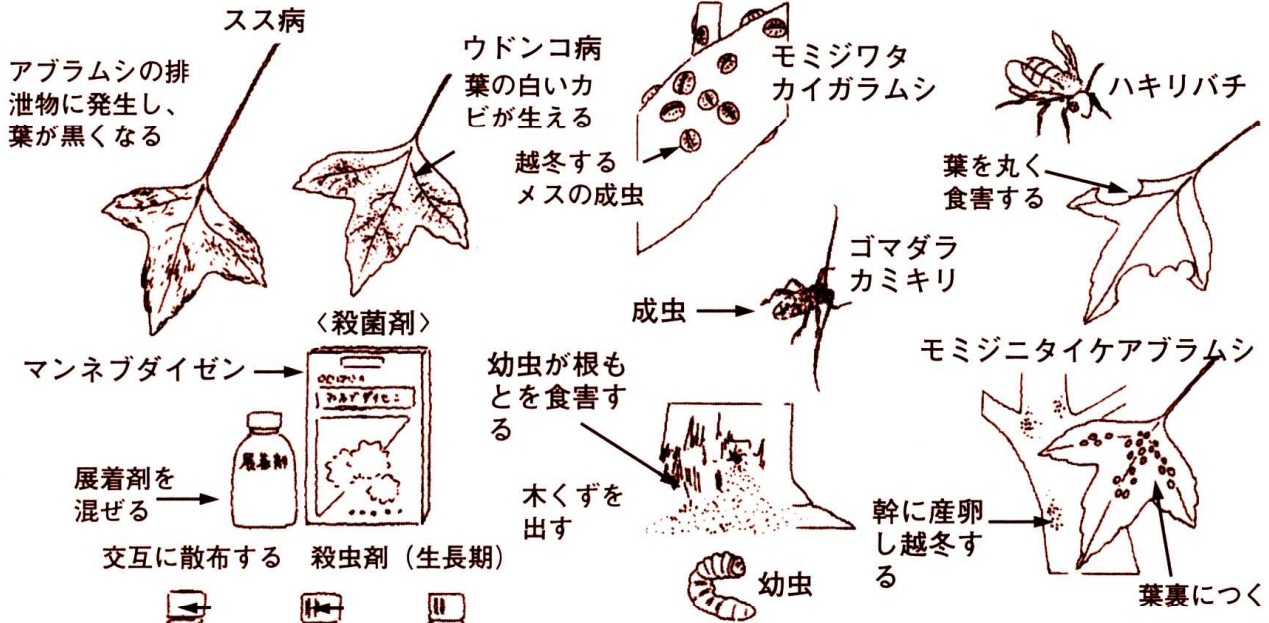 スス病
アブラムシの排
泄物に発生し、
葉が黒くなる
ウドンコ病
葉の白いカ
ビが生える
モミジワタ
カイガラムシ
越冬する
メスの成虫
ハキリバチ
葉を丸く
食害する
ゴマダラ
カミキリ
成虫
幼虫が根も
とを食害す
る
木くずを
出す
幼虫
モミジニタイケアブラムシ
幹に産卵
し越冬す
る
葉裏につく
〈殺菌剤〉
マンネブダイゼン
展着剤
展着剤を
混ぜる
交互に散布する
殺虫剤（生長期）